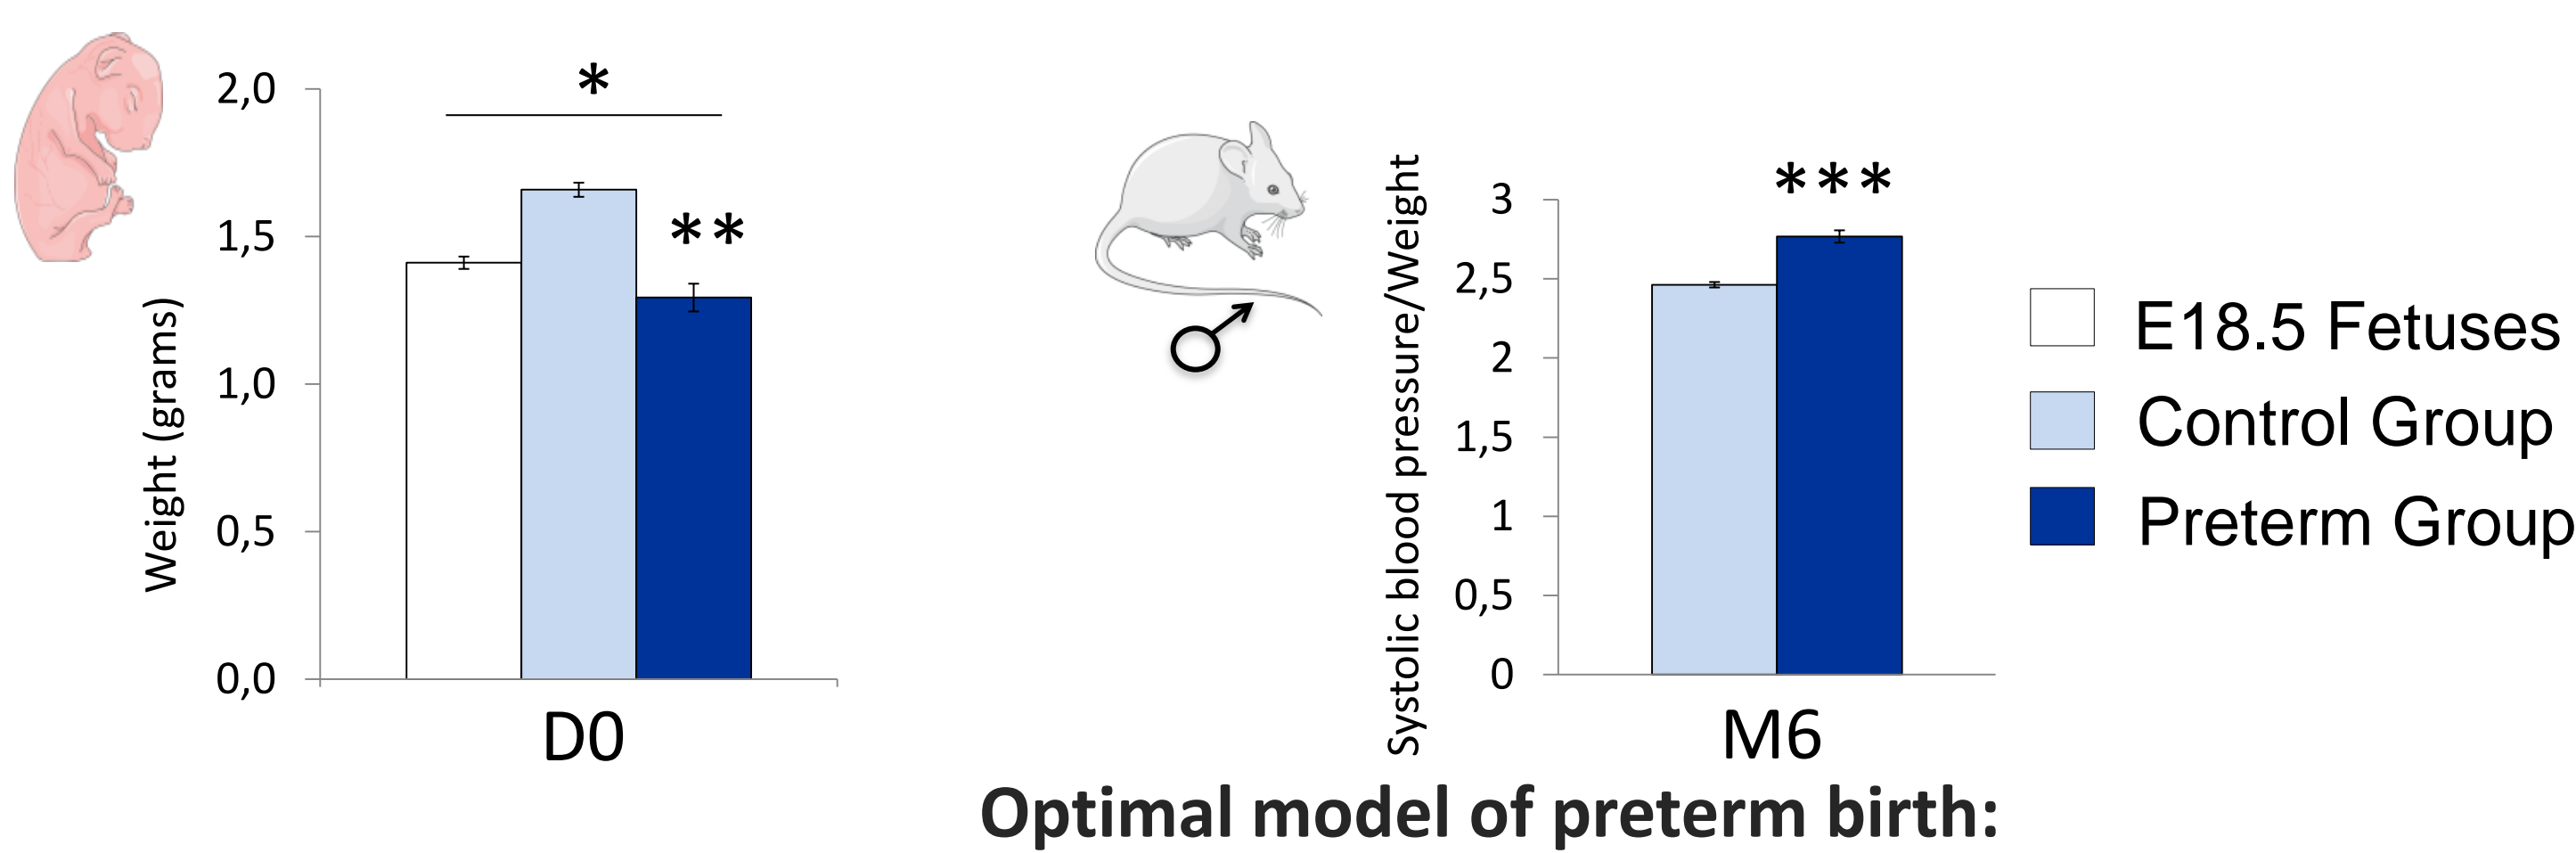 2,0
1,5
1,0
0,5
0,0
Weight (grams)
*
**
D0
Systolic blood pressure/Weight
3
2,5
2
1,5
1
0,5
0
***
M6
E18.5 Fetuses
Control Group
Preterm Group
Optimal model of preterm birth: